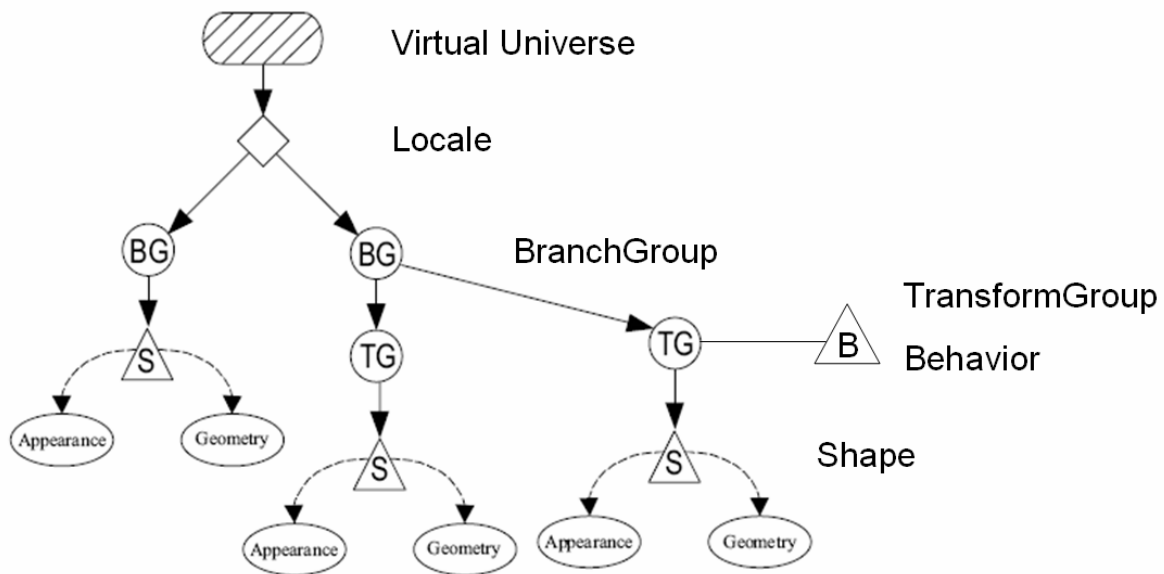 Virtual Universe
Locale
BG
BG
BranchGroup
TransformGroup
TG
B
Behavior
S
TG
Appearance
Geometry
S
S
Shape
Appearance
Geometry
Appearance
Geometry